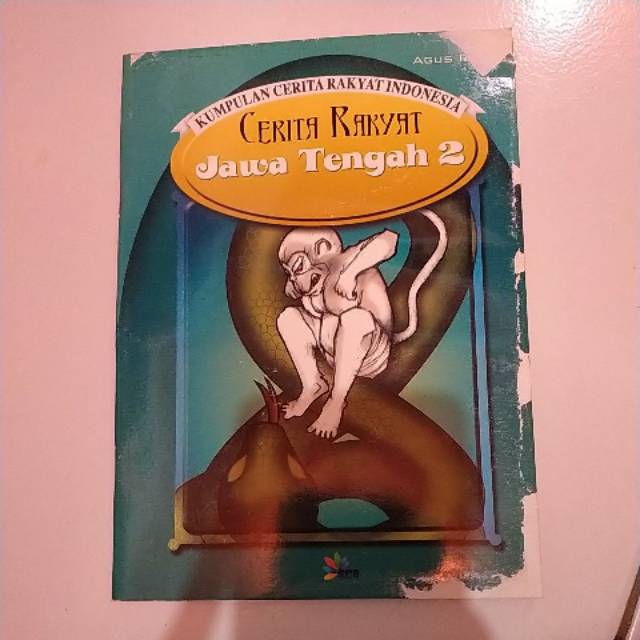 AGUS
KUMPULAN CERITA RAKYAT INDONESIA
CERITA RAKYAT
Jawa Tengah 2